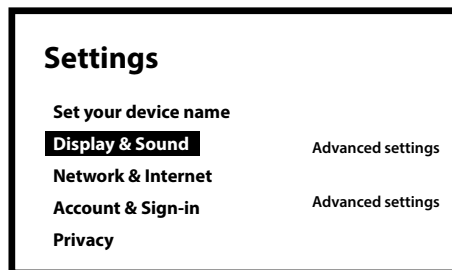 Settings
Set your device name
Display & Sound
Advanced settings
Network & Internet
Account & Sign-in
Advanced settings
Privacy